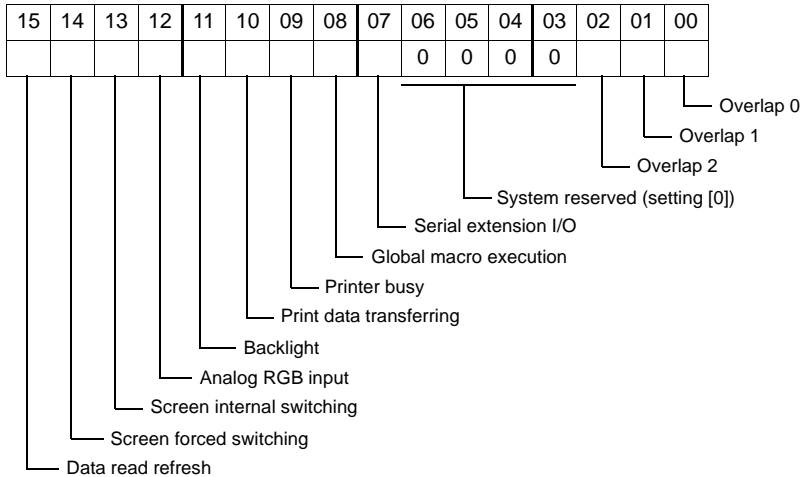 15 14 13 12 11 10 09 08 07 06 05 04 03 02 01 00
0 0 0 0
Overlap 0
Overlap 1
Overlap 2
System reserved (setting [0])
Serial extension I/O
Global macro execution
Printer busy
Print data transferring
Backlight
Analog RGB input
Screen internal switching
Screen forced switching
Data read refresh